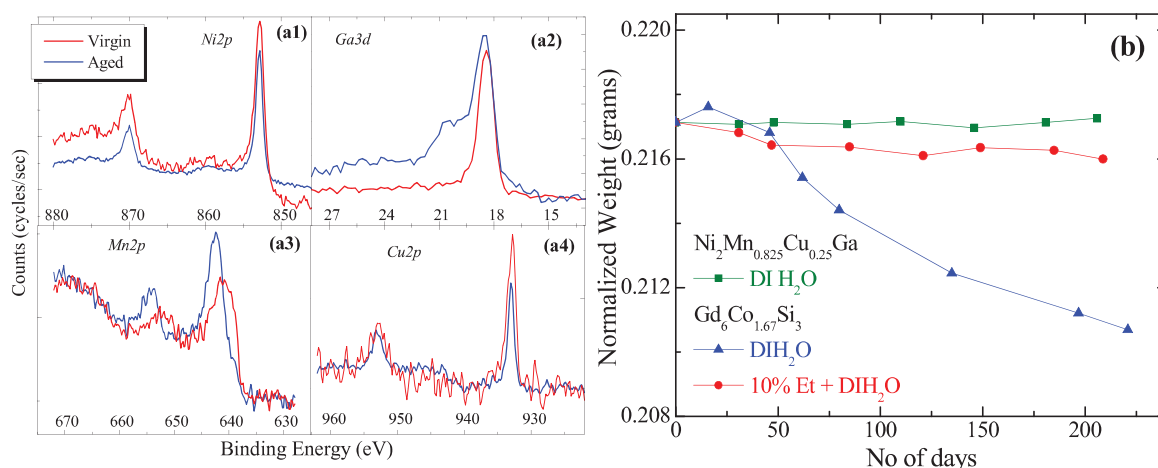 Virgin
Aged
Ni2p
(a1)
Ga3d
(a2)
880 870 860 850
27 24 21 18 15
Mn2p
(a3)
Cu2p
(a4)
670 660 650 640 630
960 950 940 930
Counts (cycles/sec)
Binding Energy (eV)
(b)
0.220
0.216
0.212
0.208
Normalized Weight (grams)
Ni2Mn0.825Cu0.25Ga
DI H2O
Gd6Co1.67Si3
DIH2O
10% Et + DIH2O
0 50 100 150 200
No of days